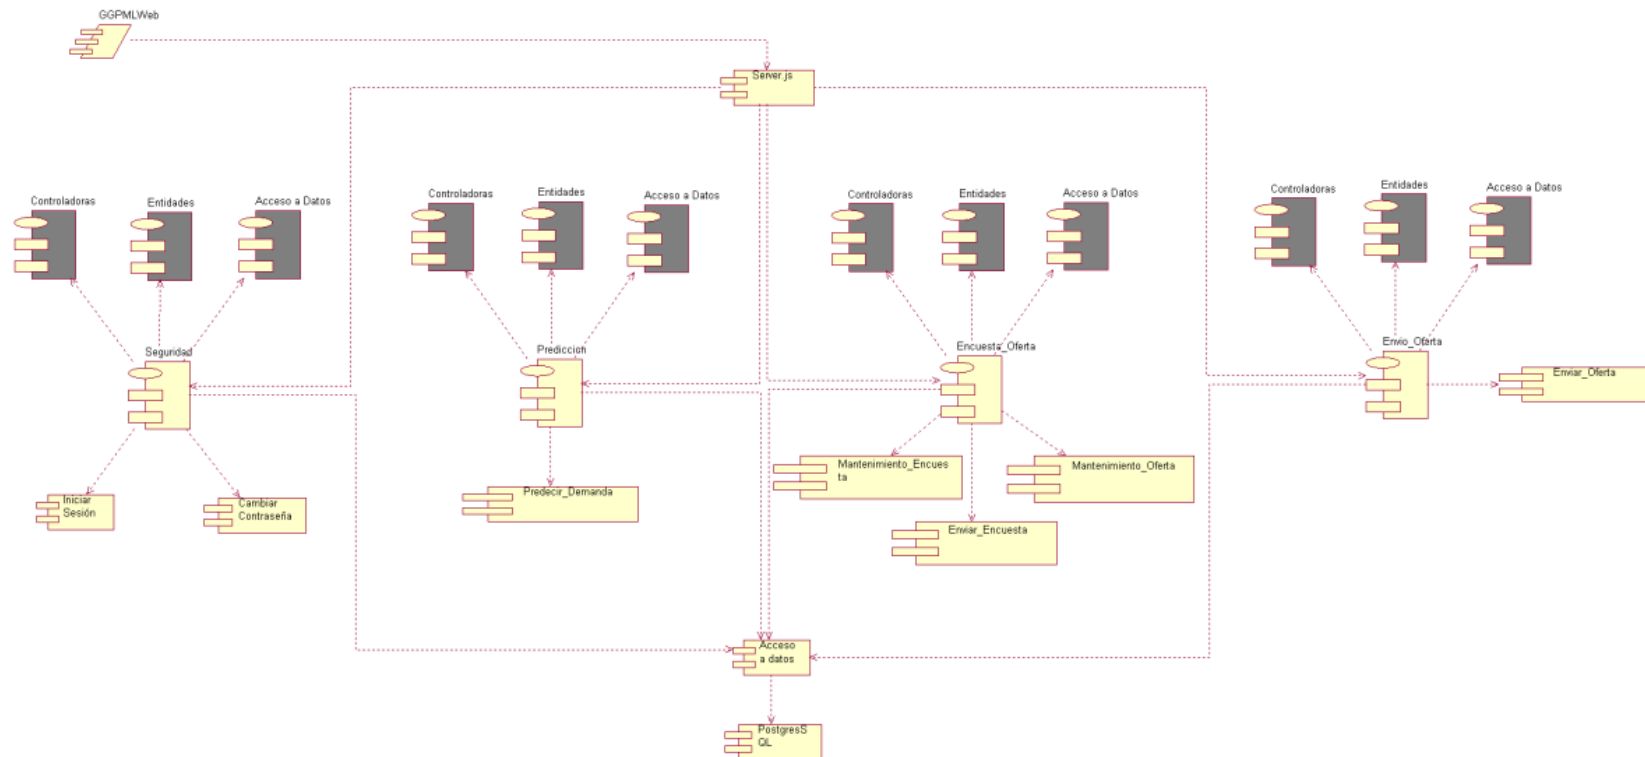 GGPMLWeb
Server.js
Controladoras
Entidades
Acceso a Datos
Controladoras
Entidades
Acceso a Datos
Controladoras
Entidades
Acceso a Datos
Controladoras
Entidades
Acceso a Datos
Seguridad
Prediccion
Encuesta_Oferta
Envio_Oferta
Enviar_Oferta
Iniciar
Sesión
Cambiar
Contraseña
Predecir_Demanda
Mantenimiento_Encues
ta
Mantenimiento_Oferta
Enviar_Encuesta
Acceso
a datos
PostgresS
QL